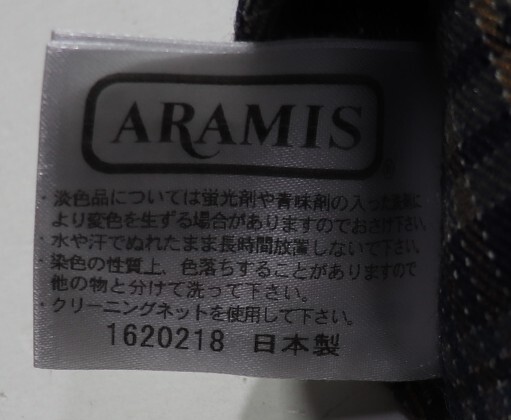 ARAMIS
®
・淡色品については蛍光剤や青味剤の入った洗剤に
より変色を生ずる場合がありますのでおさけ下さい。
・水や汗でぬれたまま長時間放置しないで下さい。
・染色の性質上、色落ちすることがありますので
他の物と分けて洗って下さい。
・クリーニングネットを使用して下さい。
1620218 日本製